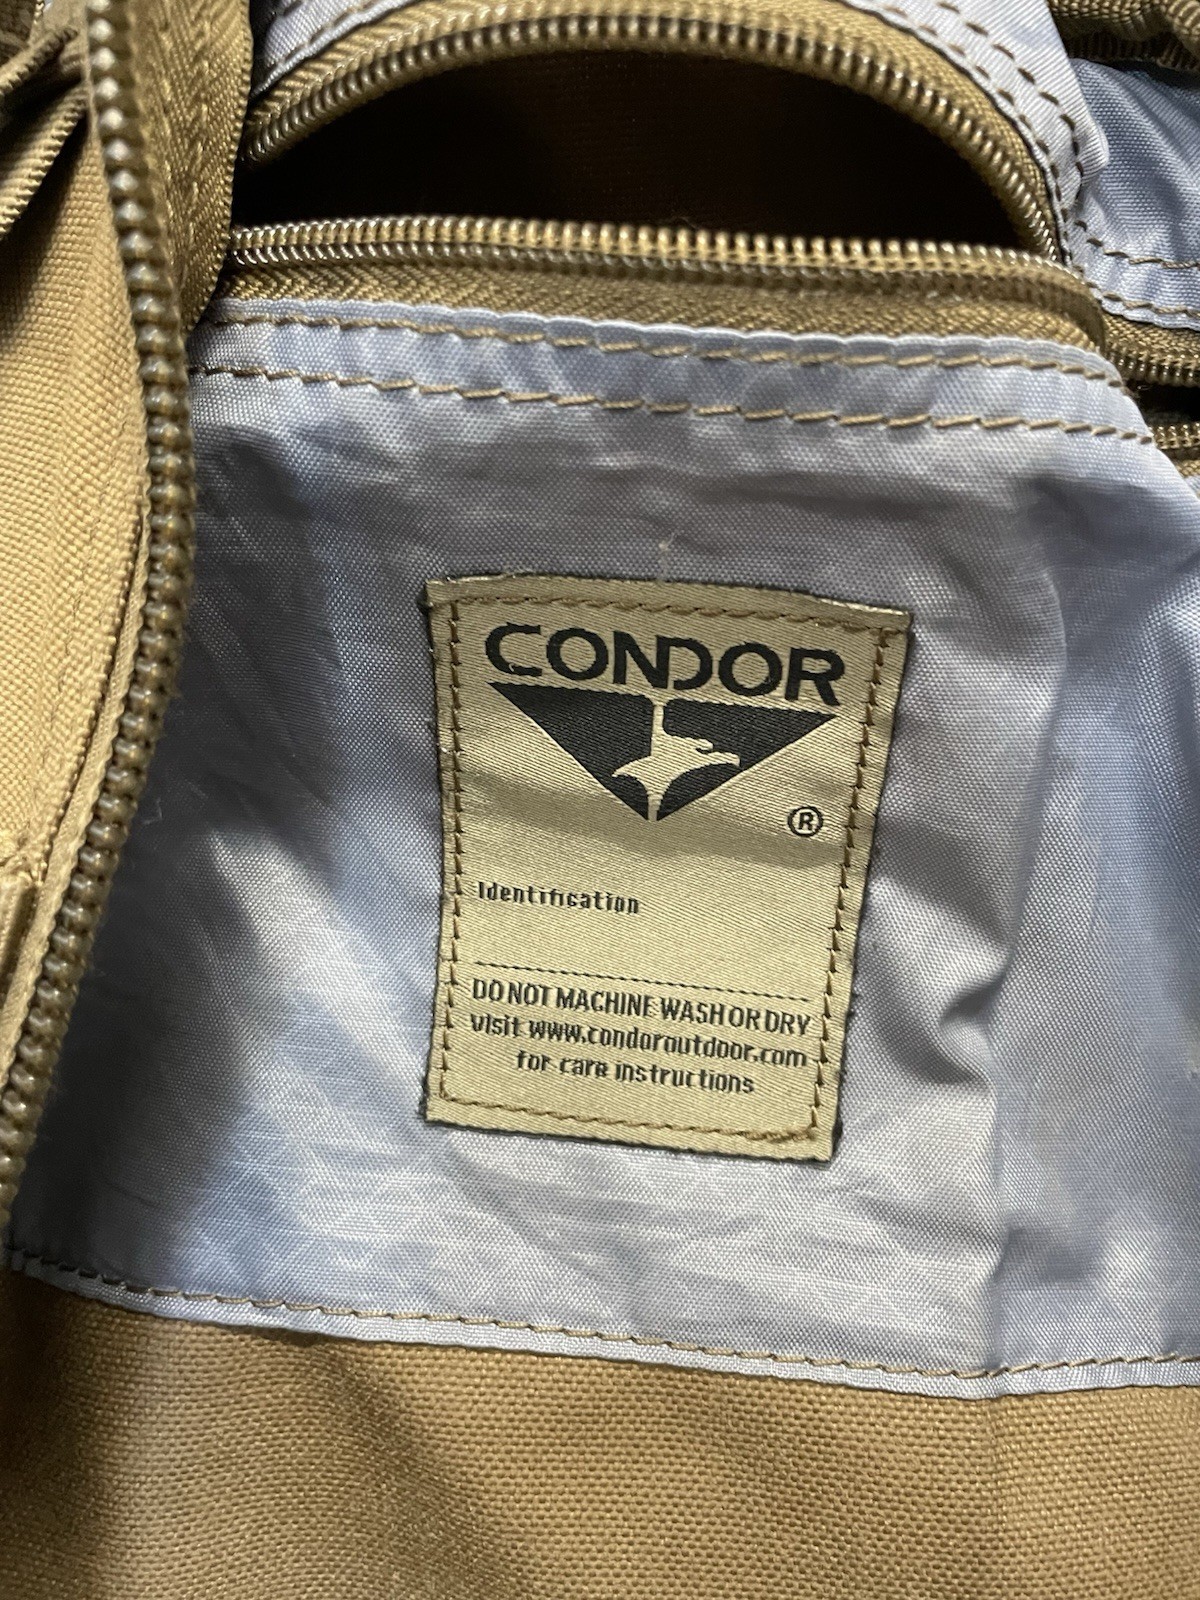 CONDOR
®
Identification
DO NOT MACHINE WASH OR DRY
visit www.condoroutdoor.com
for care instructions